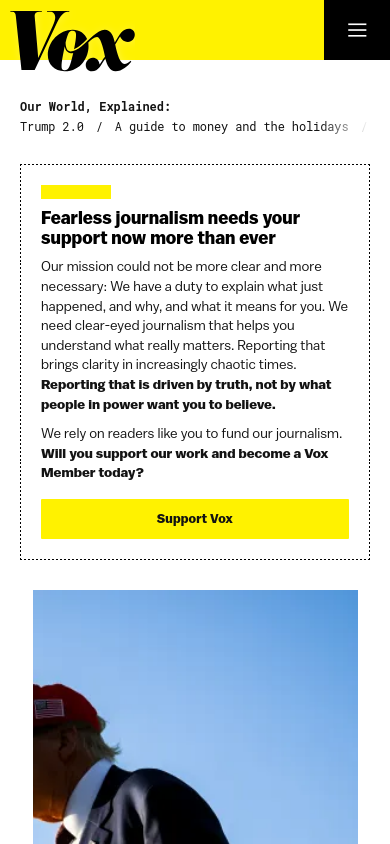 Vox
Our World, Explained:
Trump 2.0 / A guide to money and the holidays /
Fearless journalism needs your
support now more than ever
Our mission could not be more clear and more
necessary: We have a duty to explain what just
happened, and why, and what it means for you. We
need clear-eyed journalism that helps you
understand what really matters. Reporting that
brings clarity in increasingly chaotic times.
Reporting that is driven by truth, not by what
people in power want you to believe.
We rely on readers like you to fund our journalism.
Will you support our work and become a Vox
Member today?
Support Vox